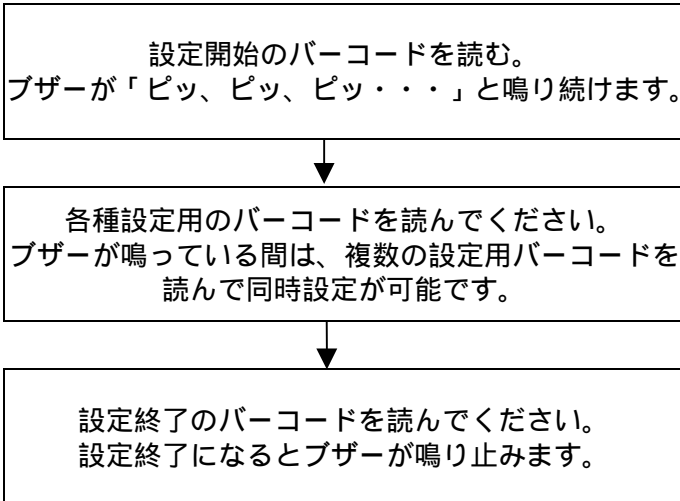 設定開始のバーコードを読む。
ブザーが「ピッ、ピッ、ピッ・・・」と鳴り続けます。
各種設定用のバーコードを読んでください。
ブザーが鳴っている間は、複数の設定用バーコードを
読んで同時設定が可能です。
設定終了のバーコードを読んでください。
設定終了になるとブザーが鳴り止みます。